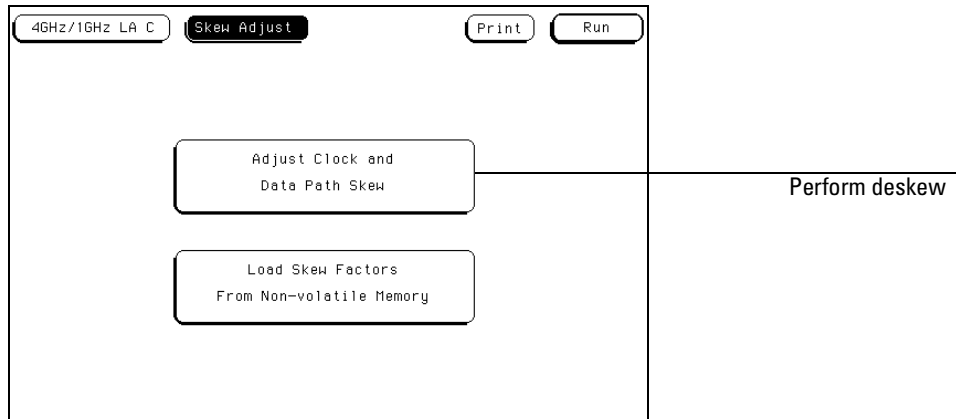 4GHz/1GHz LA C Skew Adjust Print Run
Adjust Clock and
Data Path Skew
Perform deskew
Load Skew Factors
From Non-volatile Memory